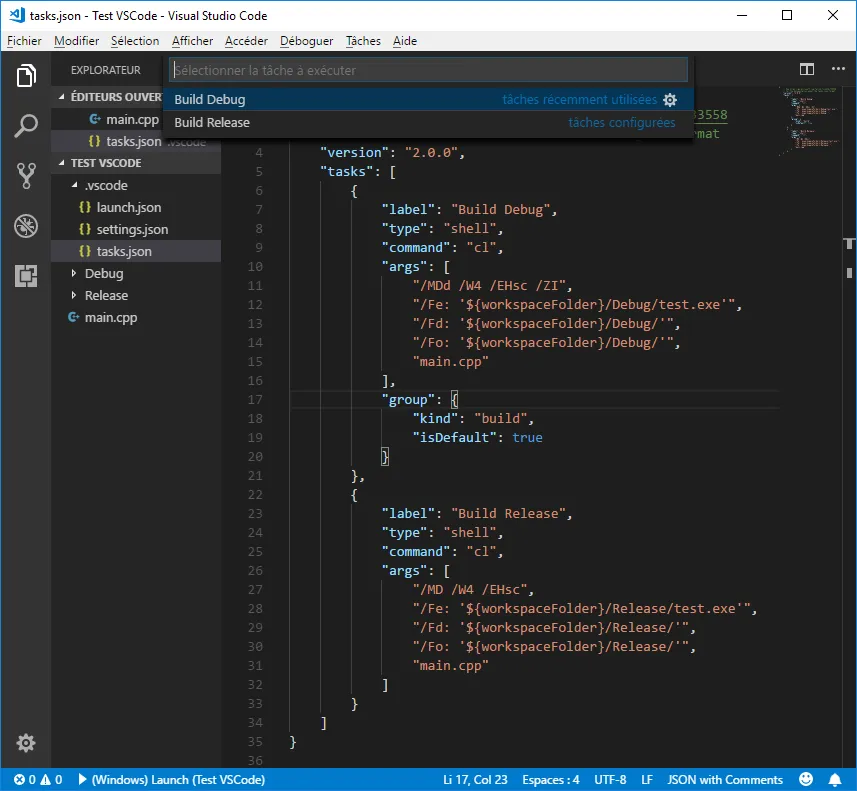 tasks.json - Test VSCode - Visual Studio Code
Fichier Modifier Sélection Afficher Accéder Déboguer Tâches Aide
EXPLORATEUR
Sélectionner la tâche à exécuter
Build Debug tâches récemment utilisées
Build Release tâches configurées
ÉDITEURS OUVER
main.cpp
tasks.json .vscode
TEST VSCODE
.vscode
launch.json
settings.json
tasks.json
Debug
Release
main.cpp
3558
rmat
4 "version": "2.0.0",
5 "tasks": [
6 {
7 "label": "Build Debug",
8 "type": "shell",
9 "command": "cl",
10 "args": [
11 "/MDd /W4 /EHsc /ZI",
12 "/Fe: '${workspaceFolder}/Debug/test.exe'",
13 "/Fd: '${workspaceFolder}/Debug/'",
14 "/Fo: '${workspaceFolder}/Debug/'",
15 "main.cpp"
16 ],
17 "group": {
18 "kind": "build",
19 "isDefault": true
20 }
21 },
22 {
23 "label": "Build Release",
24 "type": "shell",
25 "command": "cl",
26 "args": [
27 "/MD /W4 /EHsc",
28 "/Fe: '${workspaceFolder}/Release/test.exe'",
29 "/Fd: '${workspaceFolder}/Release/'",
30 "/Fo: '${workspaceFolder}/Release/'",
31 "main.cpp"
32 ]
33 }
34 ]
35 }
36
0 0 (Windows) Launch (Test VSCode) Li 17, Col 23 Espaces : 4 UTF-8 LF JSON with Comments